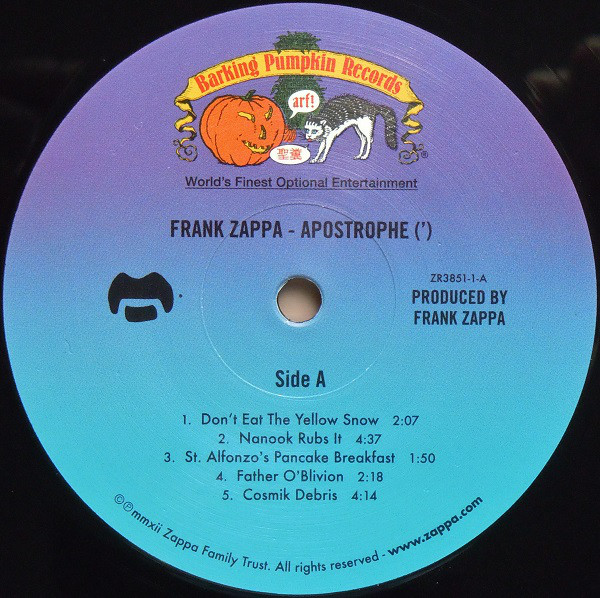 Barking Pumpkin Records
arf!
®
World's Finest Optional Entertainment
FRANK ZAPPA - APOSTROPHE (')
ZR3851-1-A
PRODUCED BY
FRANK ZAPPA
Side A
1. Don't Eat The Yellow Snow 2:07
2. Nanook Rubs It 4:37
3. St. Alfonzo's Pancake Breakfast 1:50
4. Father O'Blivion 2:18
5. Cosmik Debris 4:14
©℗mmxii Zappa Family Trust. All rights reserved - www.zappa.com